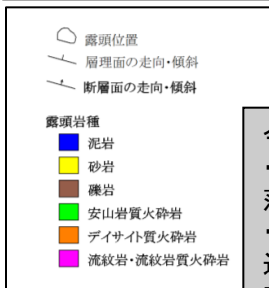 露頭位置
層理面の走向・傾斜
断層面の走向・傾斜
露頭岩種
泥岩
砂岩
礫岩
安山岩質火砕岩
デイサイト質火砕岩
流紋岩・流紋岩質火砕岩